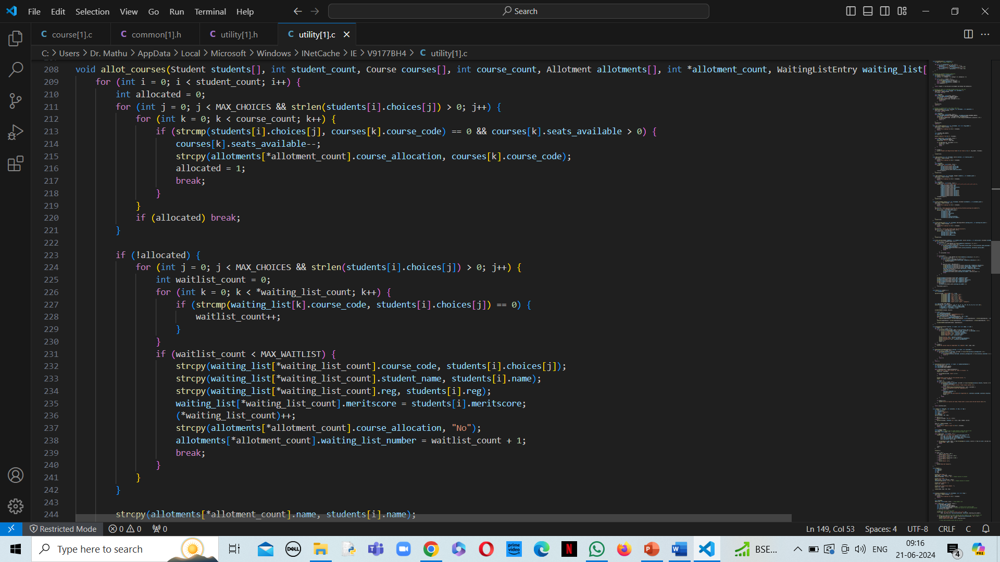 File Edit Selection View Go Run Terminal Help
Search
C course[1].c
C common[1].h
C utility[1].h
C utility[1].c
C: > Users > Dr. Mathu > AppData > Local > Microsoft > Windows > INetCache > IE > V9177BH4 > C utility[1].c
208 void allot_courses(Student students[], int student_count, Course courses[], int course_count, Allotment allotments[], int *allotment_count, WaitingListEntry waiting_list[
209 for (int i = 0; i < student_count; i++) {
210 int allocated = 0;
211 for (int j = 0; j < MAX_CHOICES && strlen(students[i].choices[j]) > 0; j++) {
212 for (int k = 0; k < course_count; k++) {
213 if (strcmp(students[i].choices[j], courses[k].course_code) == 0 && courses[k].seats_available > 0) {
214 courses[k].seats_available--;
215 strcpy(allotments[*allotment_count].course_allocation, courses[k].course_code);
216 allocated = 1;
217 break;
218 }
219 }
220 if (allocated) break;
221 }
222
223 if (!allocated) {
224 for (int j = 0; j < MAX_CHOICES && strlen(students[i].choices[j]) > 0; j++) {
225 int waitlist_count = 0;
226 for (int k = 0; k < *waiting_list_count; k++) {
227 if (strcmp(waiting_list[k].course_code, students[i].choices[j]) == 0) {
228 waitlist_count++;
229 }
230 }
231 if (waitlist_count < MAX_WAITLIST) {
232 strcpy(waiting_list[*waiting_list_count].course_code, students[i].choices[j]);
233 strcpy(waiting_list[*waiting_list_count].student_name, students[i].name);
234 strcpy(waiting_list[*waiting_list_count].reg, students[i].reg);
235 waiting_list[*waiting_list_count].meritscore = students[i].meritscore;
236 (*waiting_list_count)++;
237 strcpy(allotments[*allotment_count].course_allocation, "No");
238 allotments[*allotment_count].waiting_list_number = waitlist_count + 1;
239 break;
240 }
241 }
242 }
243
244 strcpy(allotments[*allotment_count].name, students[i].name);
Restricted Mode 0 0 0 Ln 149, Col 53 Spaces: 4 UTF-8 CRLF C
Type here to search
DELL
prime video
N
P
W
BSE...
ENG
09:16
21-06-2024
4
PRE